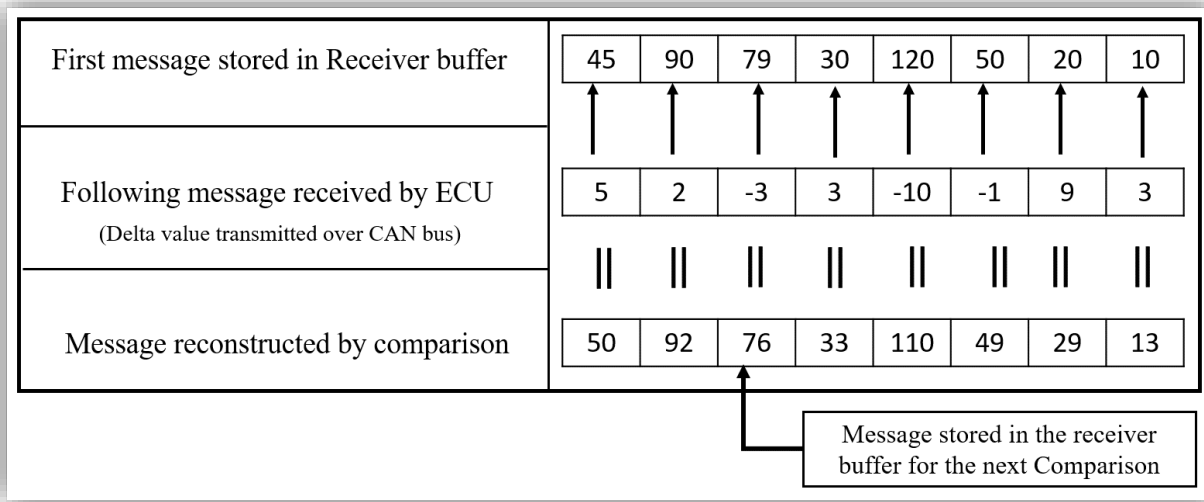 First message stored in Receiver buffer
45 90 79 30 120 50 20 10
Following message received by ECU
(Delta value transmitted over CAN bus)
5 2 -3 3 -10 -1 9 3
Message reconstructed by comparison
50 92 76 33 110 49 29 13
Message stored in the receiver
buffer for the next Comparison